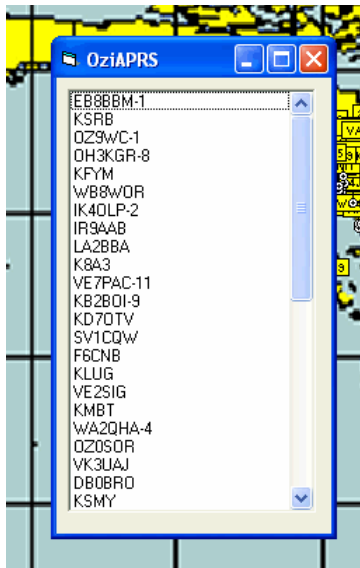 OziAPRS
EB8BBM-1
KSRB
OZ9WC-1
OH3KGR-8
KFYM
WB8WOR
IK4OLP-2
IR9AAB
LA2BBA
K8A3
VE7PAC-11
KB2BOI-9
KD7OTV
SV1CQW
F6CNB
KLUG
VE2SIG
KMBT
WA2QHA-4
OZ0SOR
VK3UAJ
DB0BRO
KSMY